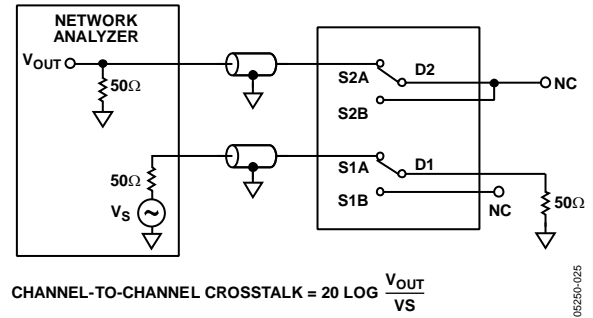 NETWORK
ANALYZER
VOUT
50Ω
S2A
D2
NC
S2B
50Ω
VS
S1A
D1
S1B
NC
50Ω
CHANNEL-TO-CHANNEL CROSSTALK = 20 LOG VOUT
VS
05250-025